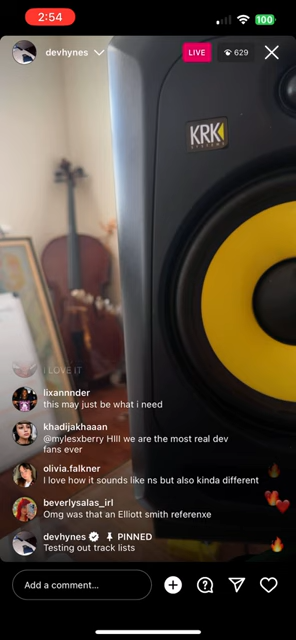 2:54
100
devhynes
LIVE
629
KRK
SYSTEMS
I LOVE IT
lixannnder
this may just be what i need
khadijakhaaan
@mylesxberry HIII we are the most real dev
fans ever
olivia.falkner
I love how it sounds like ns but also kinda different
beverlysalas_irl
Omg was that an Elliott smith referenxe
devhynes PINNED
Testing out track lists
Add a comment...